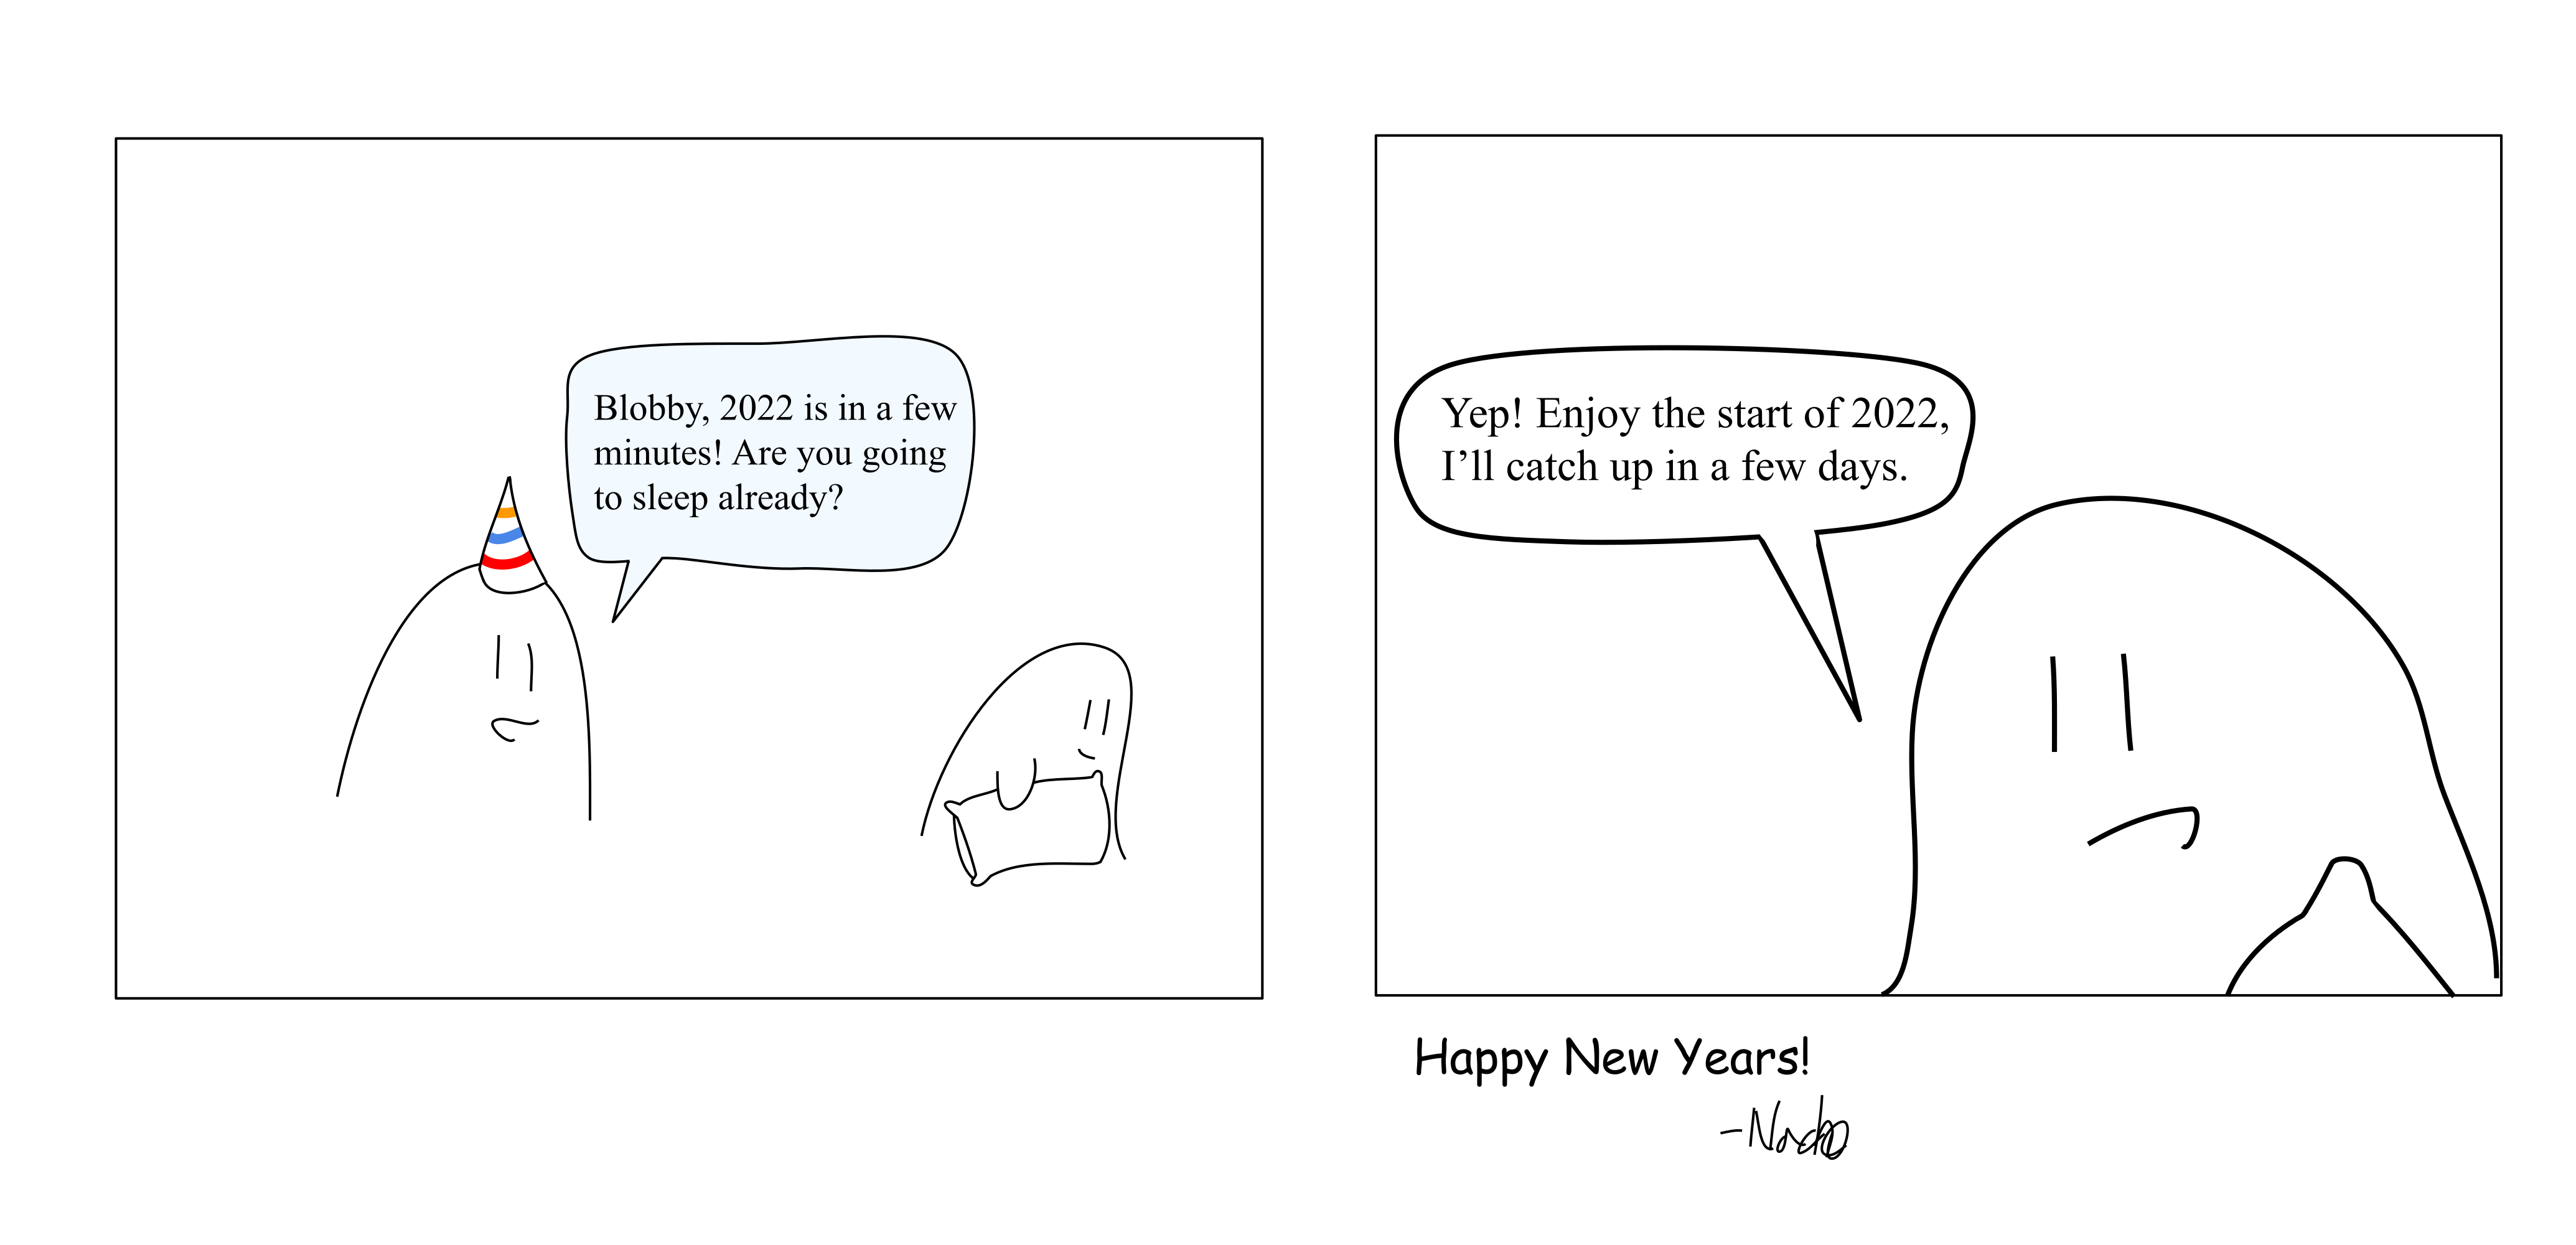 Blobby, 2022 is in a few
minutes! Are you going
to sleep already?
Yep! Enjoy the start of 2022,
I’ll catch up in a few days.
Happy New Years!